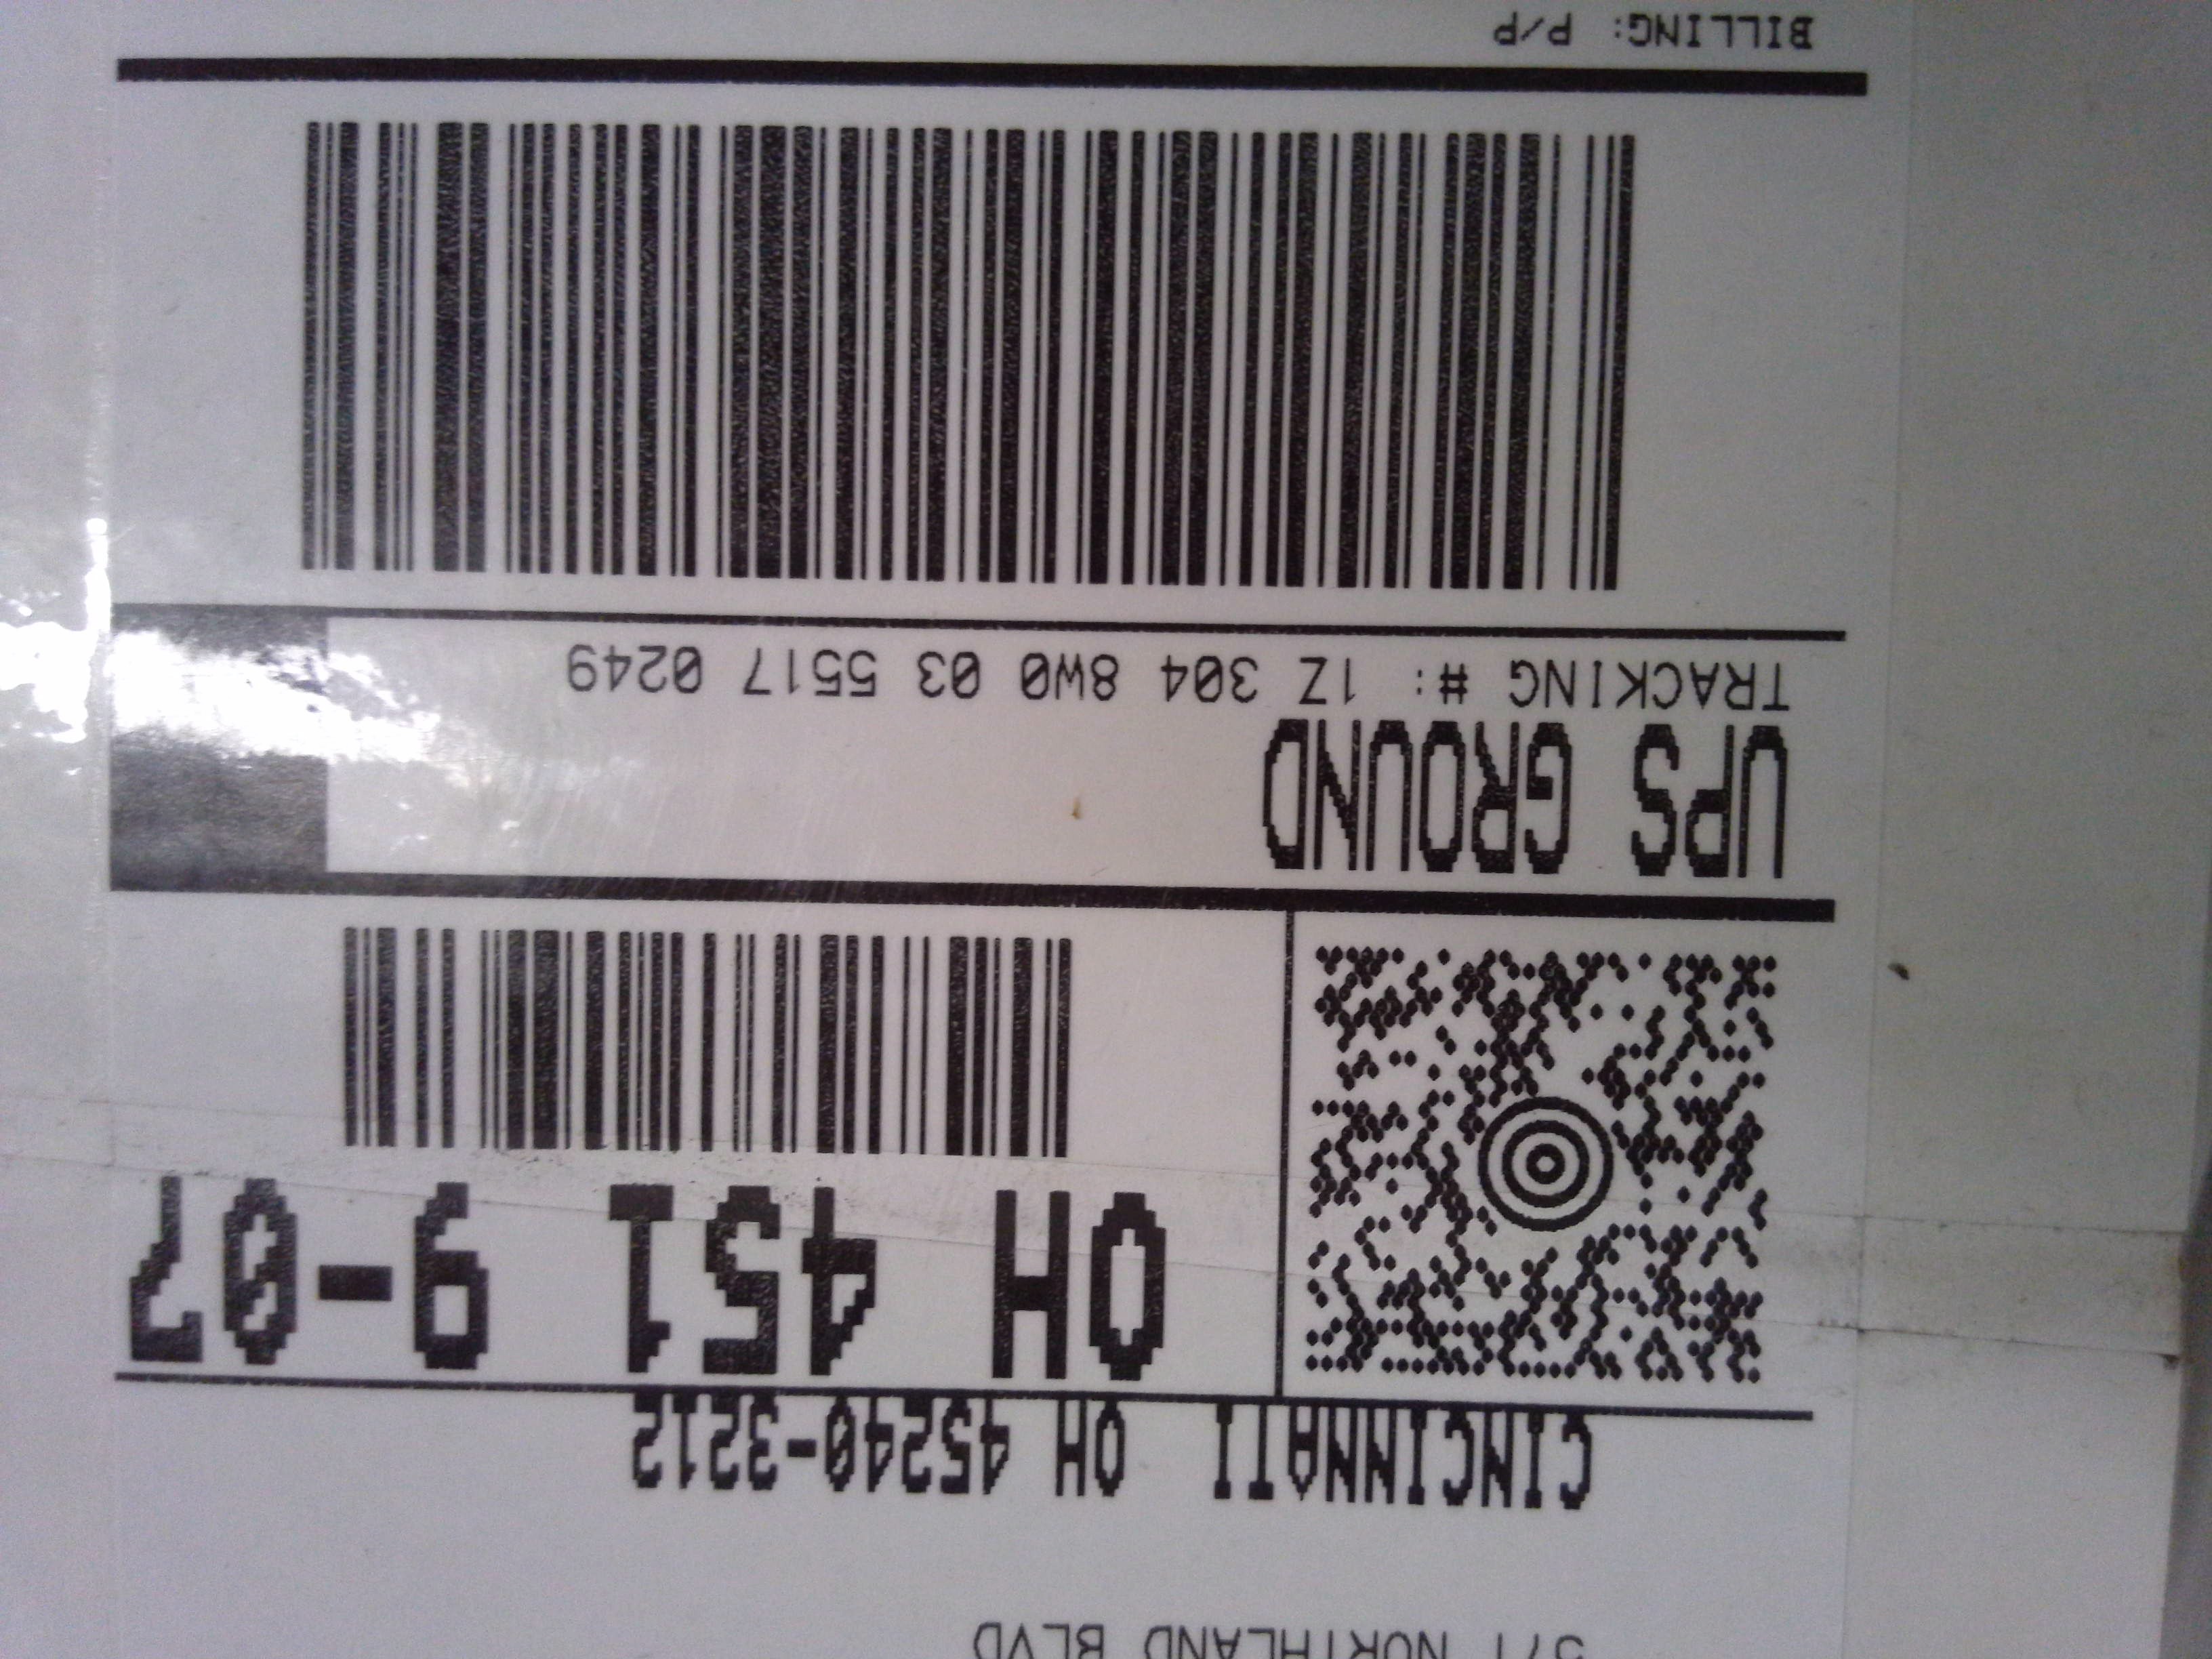 571 NORTHLAND BLVD
CINCINNATI OH 45240-3212
OH 451 9-07
UPS GROUND
TRACKING #: 1Z 304 8W0 03 5517 0249
BILLING: P/P